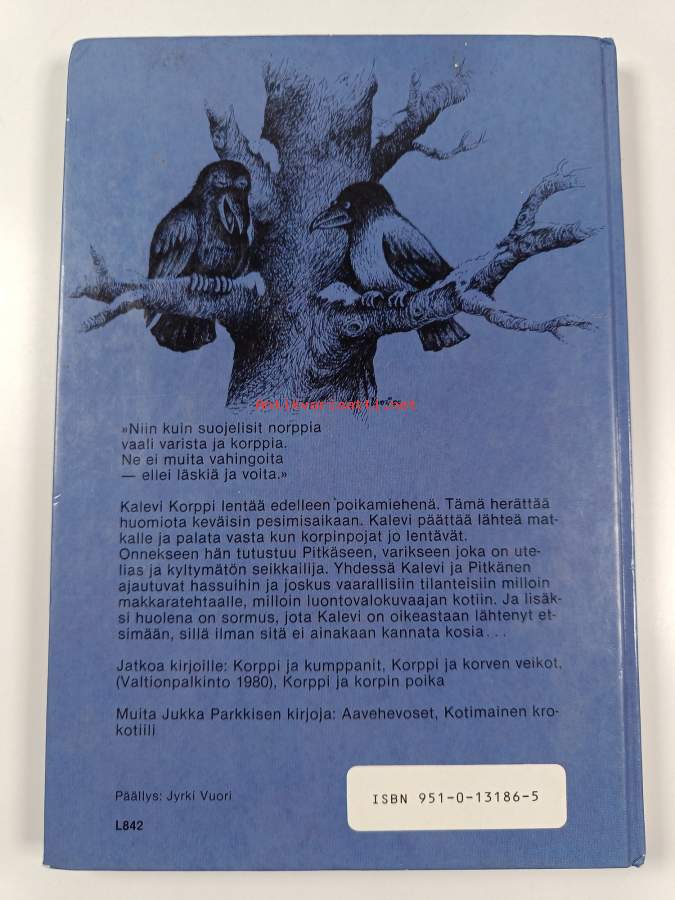 Antikvariaatti.net
»Niin kuin suojelisit norppia
vaali varista ja korppia.
Ne ei muita vahingoita
— ellei läskiä ja voita.»
Kalevi Korppi lentää edelleen poikamiehenä. Tämä herättää
huomiota keväisin pesimisaikaan. Kalevi päättää lähteä mat-
kalle ja palata vasta kun korpinpojat jo lentävät.
Onnekseen hän tutustuu Pitkäseen, varikseen joka on ute-
lias ja kyltymätön seikkailija. Yhdessä Kalevi ja Pitkänen
ajautuvat hassuihin ja joskus vaarallisiin tilanteisiin milloin
makkaratehtaalle, milloin luontovalokuvaajan kotiin. Ja lisäk-
si huolena on sormus, jota Kalevi on oikeastaan lähtenyt et-
simään, sillä ilman sitä ei ainakaan kannata kosia...
Jatkoa kirjoille: Korppi ja kumppanit, Korppi ja korven veikot,
(Valtionpalkinto 1980), Korppi ja korpin poika
Muita Jukka Parkkisen kirjoja: Aavehevoset, Kotimainen kro-
kotiili
Päällys: Jyrki Vuori
ISBN 951-0-13186-5
L842